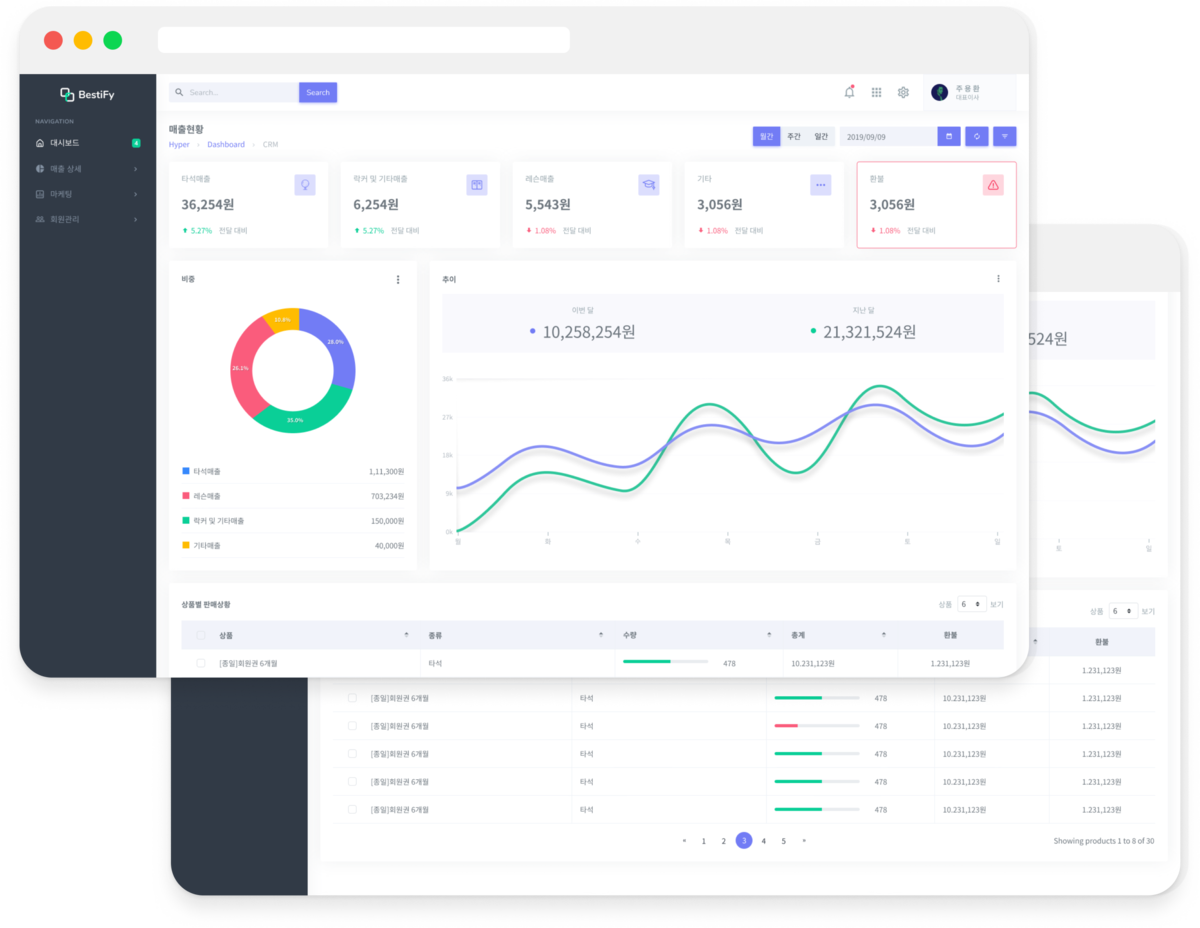 BestiFy
NAVIGATION
대시보드 4
매출 상세
마케팅
회원관리
Search...
Search
주 용 환
대표이사
매출현황
Hyper Dashboard CRM
월간 주간 일간 2019/09/09
타석매출
36,254원
5.27% 전달 대비
락커 및 기타매출
6,254원
5.27% 전달 대비
레슨매출
5,543원
1.08% 전달 대비
기타
3,056원
1.08% 전달 대비
환불
3,056원
1.08% 전달 대비
비중
10.8%
28.0%
26.1%
35.0%
타석매출 1,11,300원
레슨매출 703,234원
락커 및 기타매출 150,000원
기타매출 40,000원
추이
이번 달
10,258,254원
지난 달
21,321,524원
36k
27k
18k
9k
0k
월 화 수 목 금 토 일
상품별 판매상황
상품 6 보기
상품 종류 수량 총계 환불
[종일]회원권 6개월 타석 478 10.231,123원 1.231,123원
524원
토 일
상품 6 보기
환불
1.231,123원
[종일]회원권 6개월 타석 478 10.231,123원 1.231,123원
[종일]회원권 6개월 타석 478 10.231,123원 1.231,123원
[종일]회원권 6개월 타석 478 10.231,123원 1.231,123원
[종일]회원권 6개월 타석 478 10.231,123원 1.231,123원
[종일]회원권 6개월 타석 478 10.231,123원 1.231,123원
« 1 2 3 4 5 »
Showing products 1 to 8 of 30